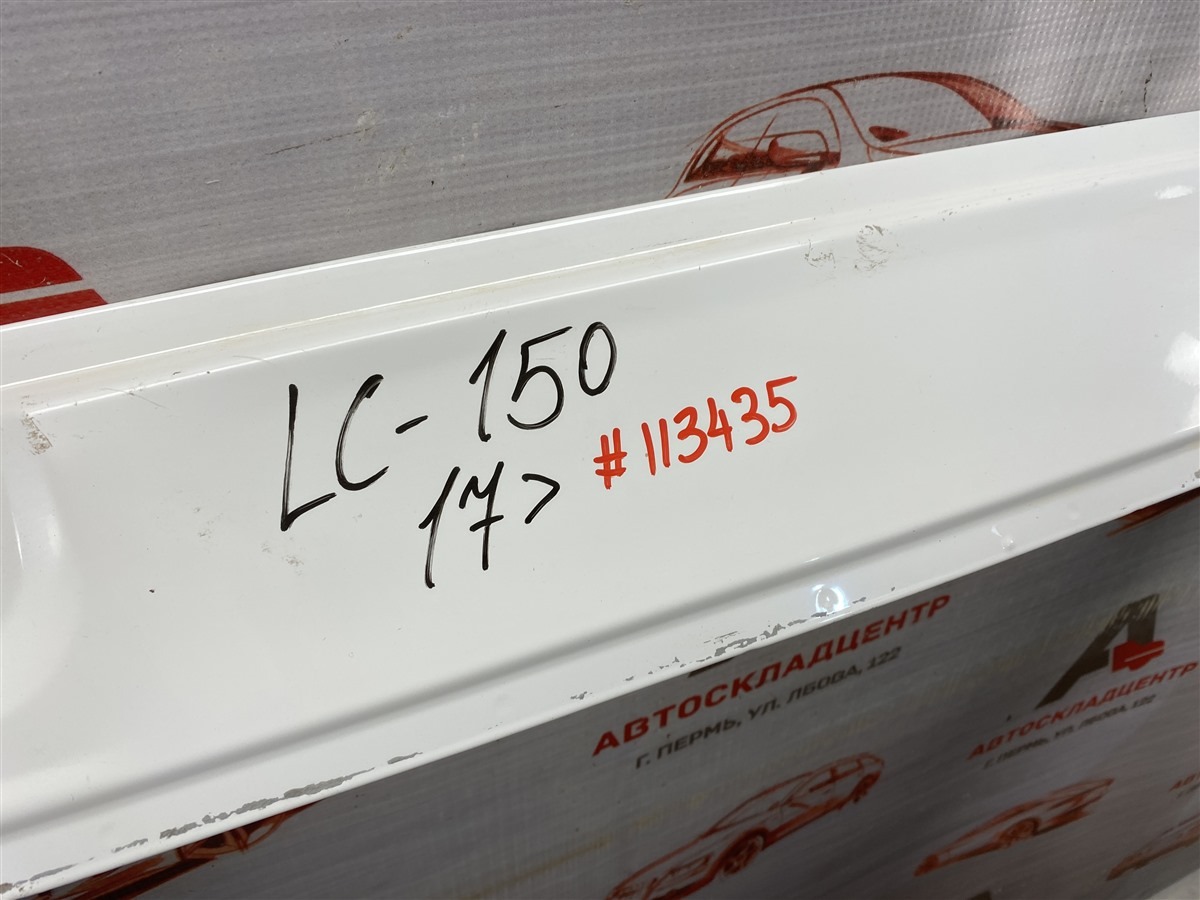 LC-150
17>
#113435
АВТОСКЛАДЦЕНТР
Г. ПЕРМЬ, УЛ. ЛБОВА, 122
АВТОСКЛАДЦЕНТР
Г. ПЕРМЬ, УЛ. ЛБОВА, 122